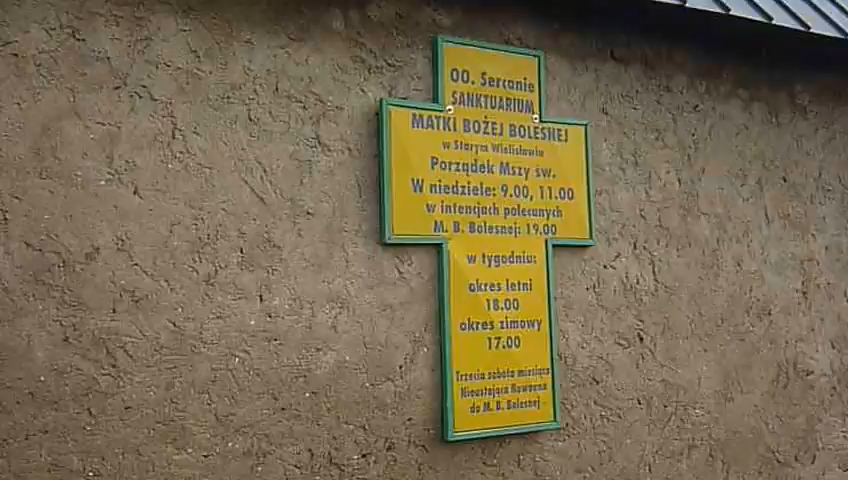 OO. Sercanie
SANKTUARIUM
MATKI BOŻEJ BOLESNEJ
w Starym Wielisławiu
Porządek Mszy św.
W niedziele: 9.00, 11.00
w intencjach polecanych
M. B. Bolesnej: 19.00
w tygodniu:
okres letni
18.00
okres zimowy
17.00
Trzecia sobota miesiąca
Nieustająca Nowenna
do M. B. Bolesnej